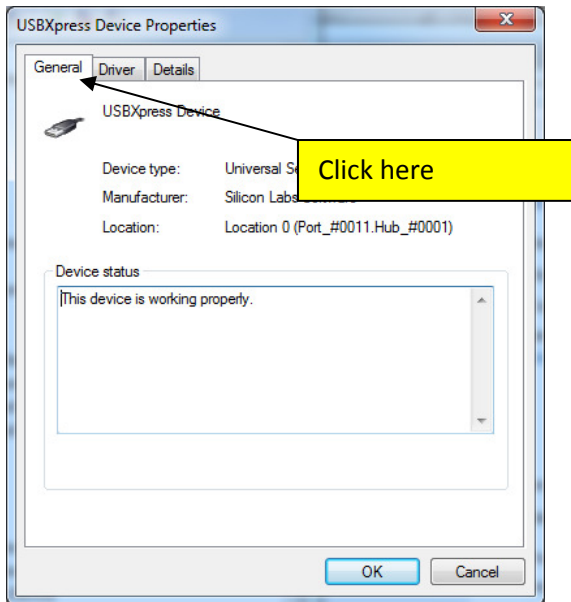 USBXpress Device Properties
General Driver Details
USBXpress Device
Click here
Device type: Universal
Manufacturer: Silicon Labs
Location: Location 0 (Port_#0011.Hub_#0001)
Device status
This device is working properly.
OK Cancel